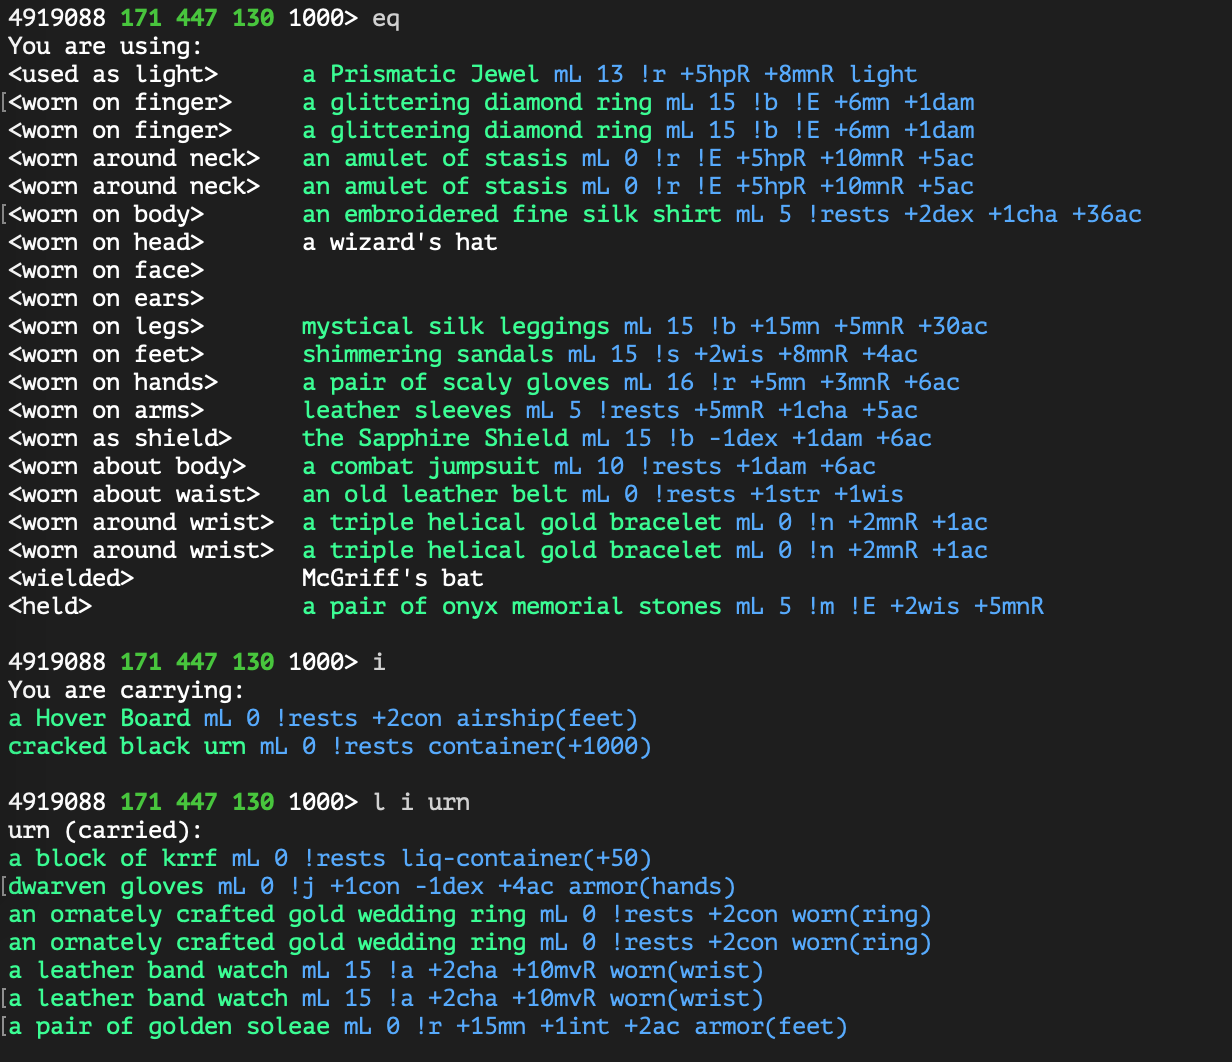 4919088 171 447 130 1000> eq
You are using:
<used as light>      a Prismatic Jewel mL 13 !r +5hpR +8mnR light
<worn on finger>     a glittering diamond ring mL 15 !b !E +6mn +1dam
<worn on finger>     a glittering diamond ring mL 15 !b !E +6mn +1dam
<worn around neck>   an amulet of stasis mL 0 !r !E +5hpR +10mnR +5ac
<worn around neck>   an amulet of stasis mL 0 !r !E +5hpR +10mnR +5ac
<worn on body>       an embroidered fine silk shirt mL 5 !rests +2dex +1cha +36ac
<worn on head>       a wizard's hat
<worn on face>
<worn on ears>
<worn on legs>       mystical silk leggings mL 15 !b +15mn +5mnR +30ac
<worn on feet>       shimmering sandals mL 15 !s +2wis +8mnR +4ac
<worn on hands>      a pair of scaly gloves mL 16 !r +5mn +3mnR +6ac
<worn on arms>       leather sleeves mL 5 !rests +5mnR +1cha +5ac
<worn as shield>     the Sapphire Shield mL 15 !b -1dex +1dam +6ac
<worn about body>    a combat jumpsuit mL 10 !rests +1dam +6ac
<worn about waist>   an old leather belt mL 0 !rests +1str +1wis
<worn around wrist>  a triple helical gold bracelet mL 0 !n +2mnR +1ac
<worn around wrist>  a triple helical gold bracelet mL 0 !n +2mnR +1ac
<wielded>            McGriff's bat
<held>               a pair of onyx memorial stones mL 5 !m !E +2wis +5mnR
4919088 171 447 130 1000> i
You are carrying:
a Hover Board mL 0 !rests +2con airship(feet)
cracked black urn mL 0 !rests container(+1000)
4919088 171 447 130 1000> l i urn
urn (carried):
a block of krrf mL 0 !rests liq-container(+50)
dwarven gloves mL 0 !j +1con -1dex +4ac armor(hands)
an ornately crafted gold wedding ring mL 0 !rests +2con worn(ring)
an ornately crafted gold wedding ring mL 0 !rests +2con worn(ring)
a leather band watch mL 15 !a +2cha +10mvR worn(wrist)
a leather band watch mL 15 !a +2cha +10mvR worn(wrist)
a pair of golden soleae mL 0 !r +15mn +1int +2ac armor(feet)